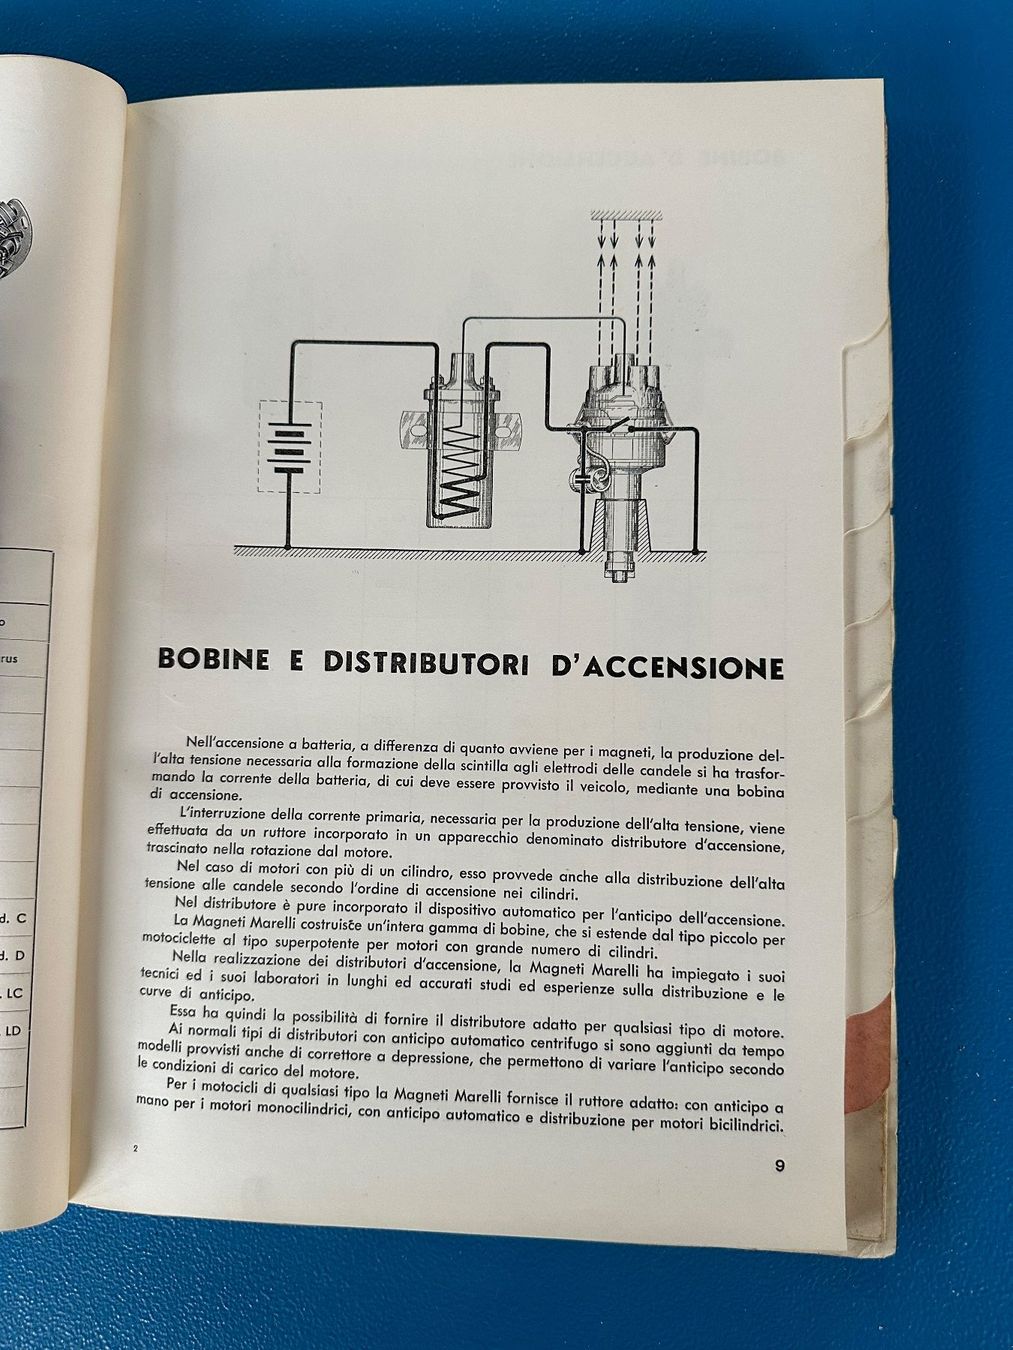 BOBINE E DISTRIBUTORI D'ACCENSIONE
Nell'accensione a batteria, a differenza di quanto avviene per i magneti, la produzione del-
l'alta tensione necessaria alla formazione della scintilla agli elettrodi delle candele si ha trasfor-
mando la corrente della batteria, di cui deve essere provvisto il veicolo, mediante una bobina
di accensione.
L'interruzione della corrente primaria, necessaria per la produzione dell'alta tensione, viene
effettuata da un ruttore incorporato in un apparecchio denominato distributore d'accensione,
trascinato nella rotazione dal motore.
Nel caso di motori con più di un cilindro, esso provvede anche alla distribuzione dell'alta
tensione alle candele secondo l'ordine di accensione nei cilindri.
Nel distributore è pure incorporato il dispositivo automatico per l'anticipo dell'accensione.
La Magneti Marelli costruisce un'intera gamma di bobine, che si estende dal tipo piccolo per
motociclette al tipo superpotente per motori con grande numero di cilindri.
Nella realizzazione dei distributori d'accensione, la Magneti Marelli ha impiegato i suoi
tecnici ed i suoi laboratori in lunghi ed accurati studi ed esperienze sulla distribuzione e le
curve di anticipo.
Essa ha quindi la possibilità di fornire il distributore adatto per qualsiasi tipo di motore.
Ai normali tipi di distributori con anticipo automatico centrifugo si sono aggiunti da tempo
modelli provvisti anche di correttore a depressione, che permettono di variare l'anticipo secondo
le condizioni di carico del motore.
Per i motocicli di qualsiasi tipo la Magneti Marelli fornisce il ruttore adatto: con anticipo a
mano per i motori monocilindrici, con anticipo automatico e distribuzione per motori bicilindrici.
2
9
o
rus
d. C
d. D
. LC
. LD